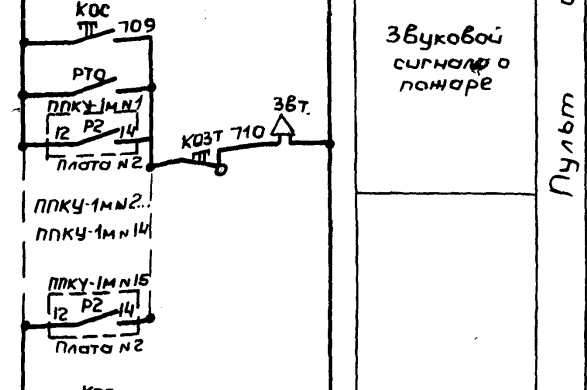 КОС
709
РТО
ППКУ-1М N1
12 Р2 14
Плата N2
КОЗТ 710
Звт.
ППКУ-1М N2...
ППКУ-1М N14
ППКУ-1М N15
12 Р2 14
Плата N2
Звуковой
сигнал о
пожаре
Пульт